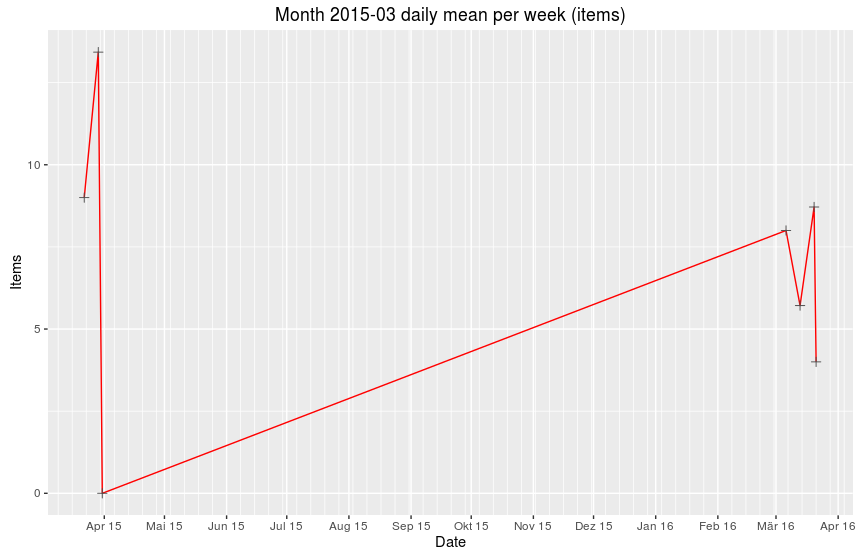 Month 2015-03 daily mean per week (items)
Items
10
5
0
Apr 15 Mai 15 Jun 15 Jul 15 Aug 15 Sep 15 Okt 15 Nov 15 Dez 15 Jan 16 Feb 16 Mär 16 Apr 16
Date